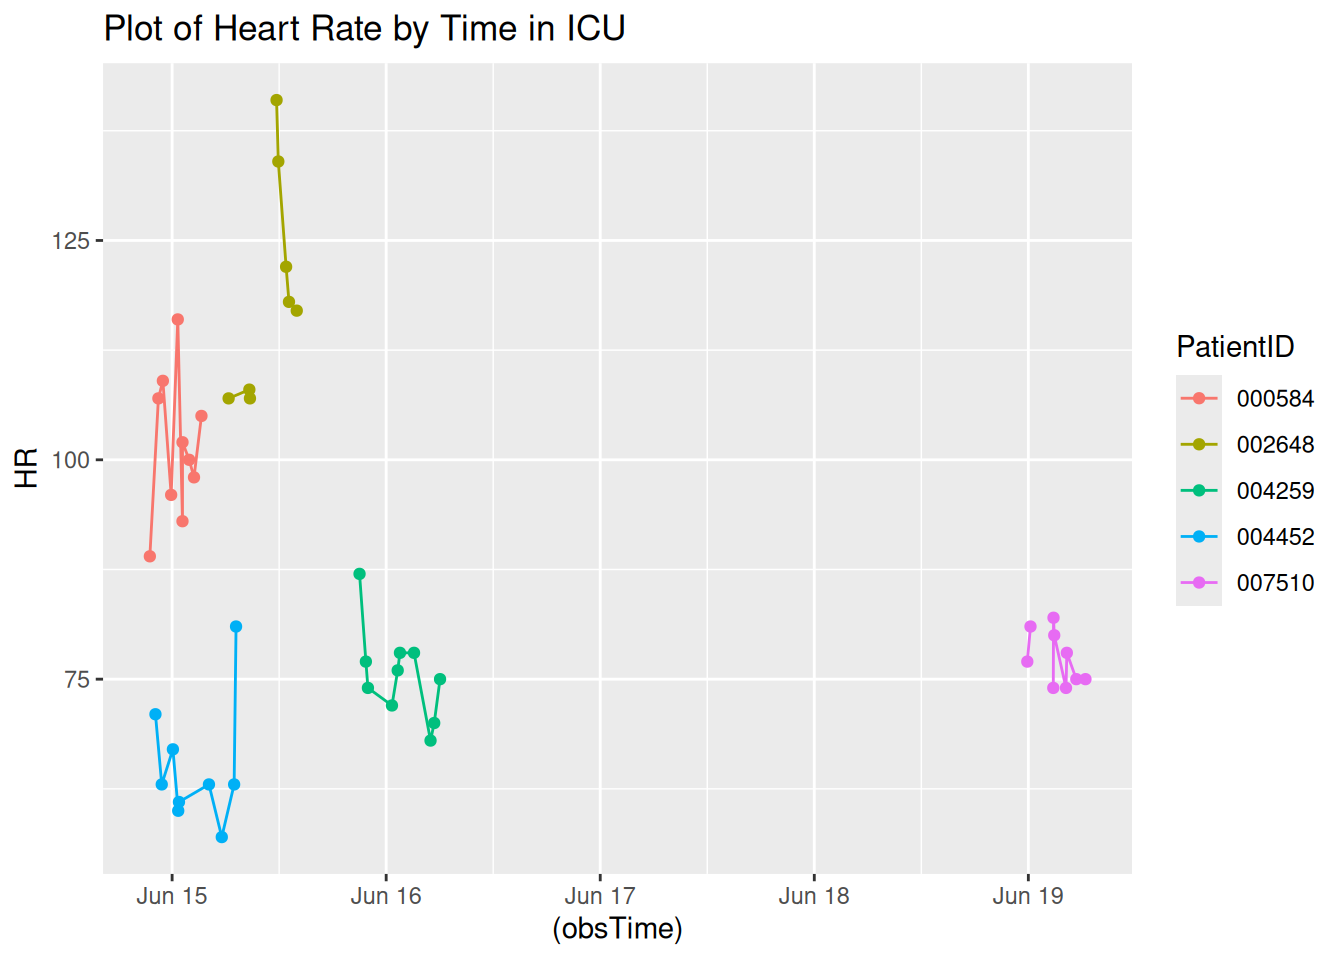 Plot of Heart Rate by Time in ICU
HR
125
100
75
Jun 15
Jun 16
Jun 17
Jun 18
Jun 19
(obsTime)
PatientID
000584
002648
004259
004452
007510